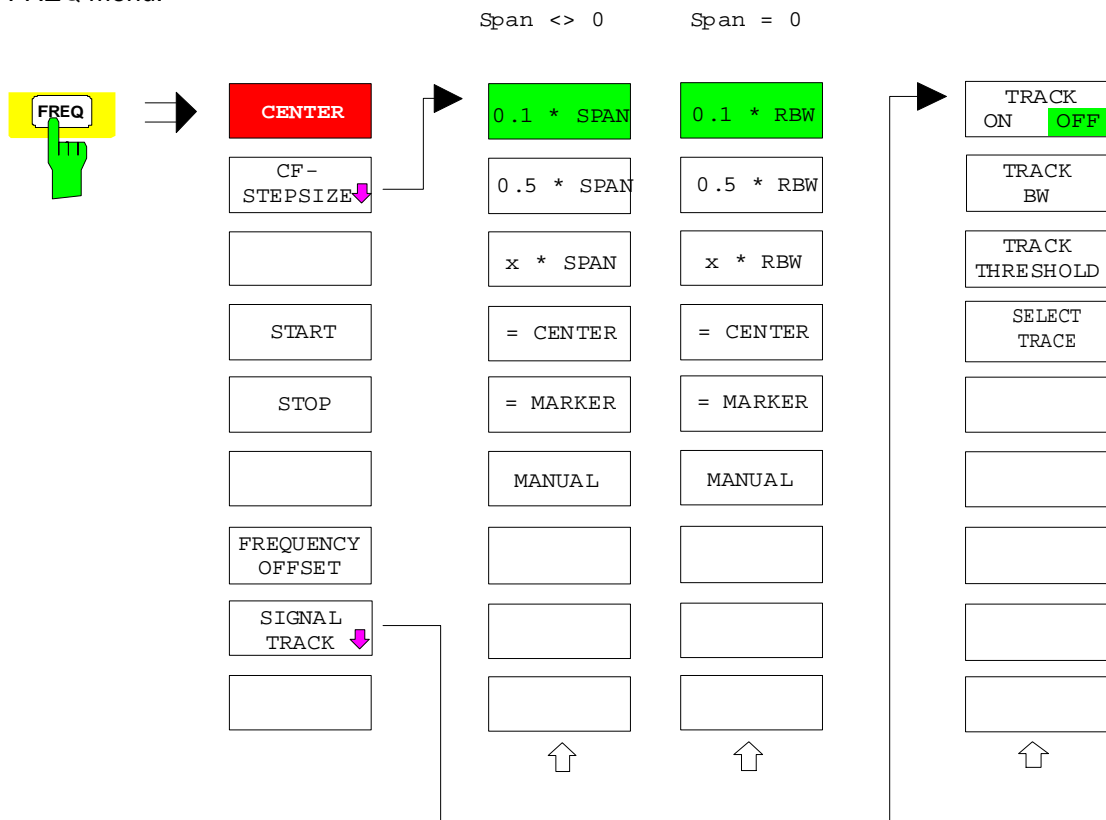 FREQ menu.
Span <> 0
Span = 0
FREQ
CENTER
CF-
STEPSIZE
START
STOP
FREQUENCY
OFFSET
SIGNAL
TRACK
0.1 * SPAN
0.5 * SPAN
x * SPAN
= CENTER
= MARKER
MANUAL
0.1 * RBW
0.5 * RBW
x * RBW
= CENTER
= MARKER
MANUAL
TRACK
ON OFF
TRACK
BW
TRACK
THRESHOLD
SELECT
TRACE